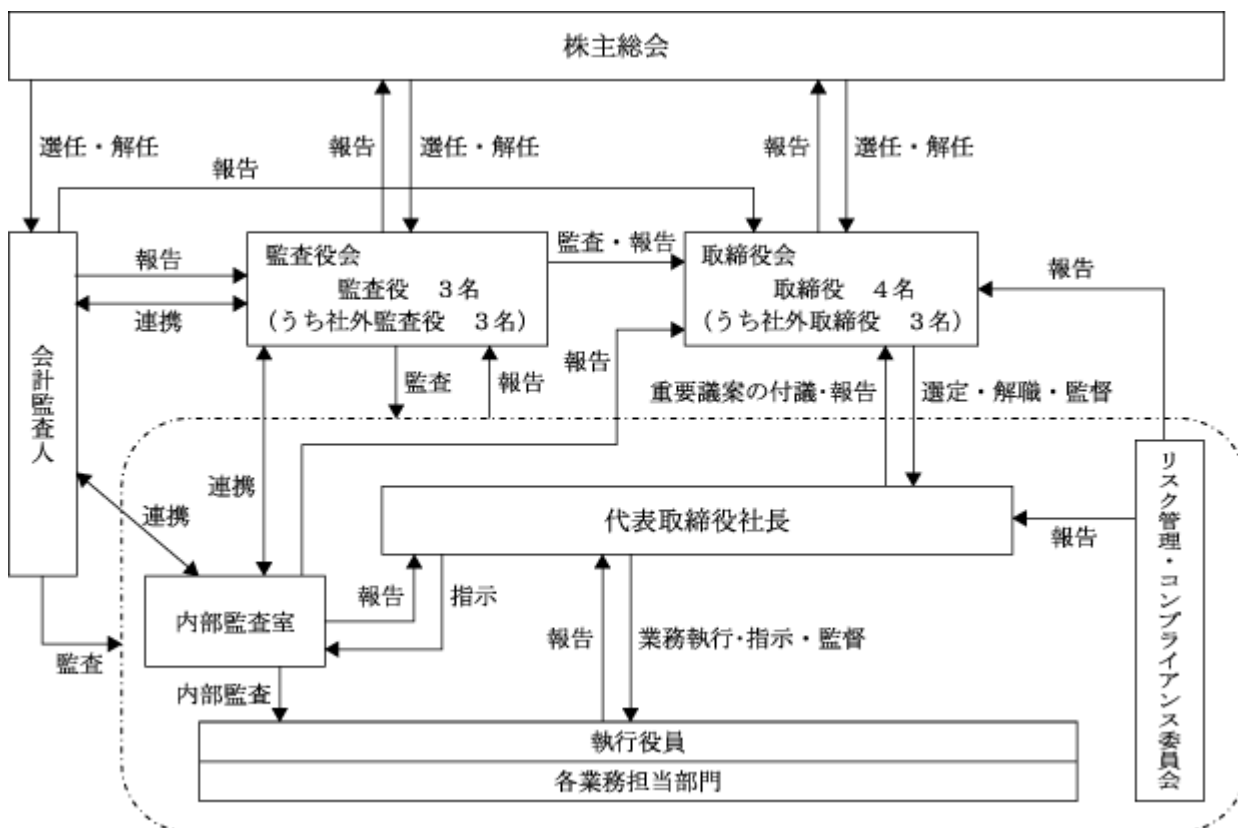 株主総会
選任・解任
報告
選任・解任
報告
選任・解任
報告
監査役会
監査役 3名
(うち社外監査役 3名)
監査・報告
取締役会
取締役 4名
(うち社外取締役 3名)
報告
報告
連携
会計監査人
監査
報告
報告
重要議案の付議・報告
選定・解職・監督
連携
連携
代表取締役社長
報告
リスク管理・コンプライアンス委員会
内部監査室
報告
指示
報告
業務執行・指示・監督
監査
内部監査
執行役員
各業務担当部門